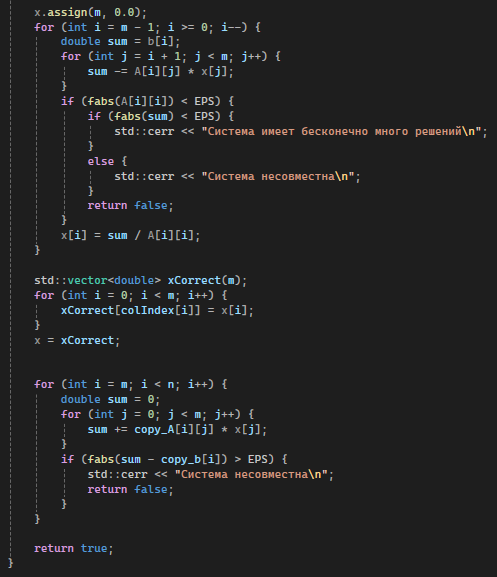 x.assign(m, 0.0);
for (int i = m - 1; i >= 0; i--) {
double sum = b[i];
for (int j = i + 1; j < m; j++) {
sum -= A[i][j] * x[j];
}
if (fabs(A[i][i]) < EPS) {
if (fabs(sum) < EPS) {
std::cerr << "Система имеет бесконечно много решений\n";
}
else {
std::cerr << "Система несовместна\n";
}
return false;
}
x[i] = sum / A[i][i];
}
std::vector<double> xCorrect(m);
for (int i = 0; i < m; i++) {
xCorrect[colIndex[i]] = x[i];
}
x = xCorrect;
for (int i = m; i < n; i++) {
double sum = 0;
for (int j = 0; j < m; j++) {
sum += copy_A[i][j] * x[j];
}
if (fabs(sum - copy_b[i]) > EPS) {
std::cerr << "Система несовместна\n";
return false;
}
}
return true;
}